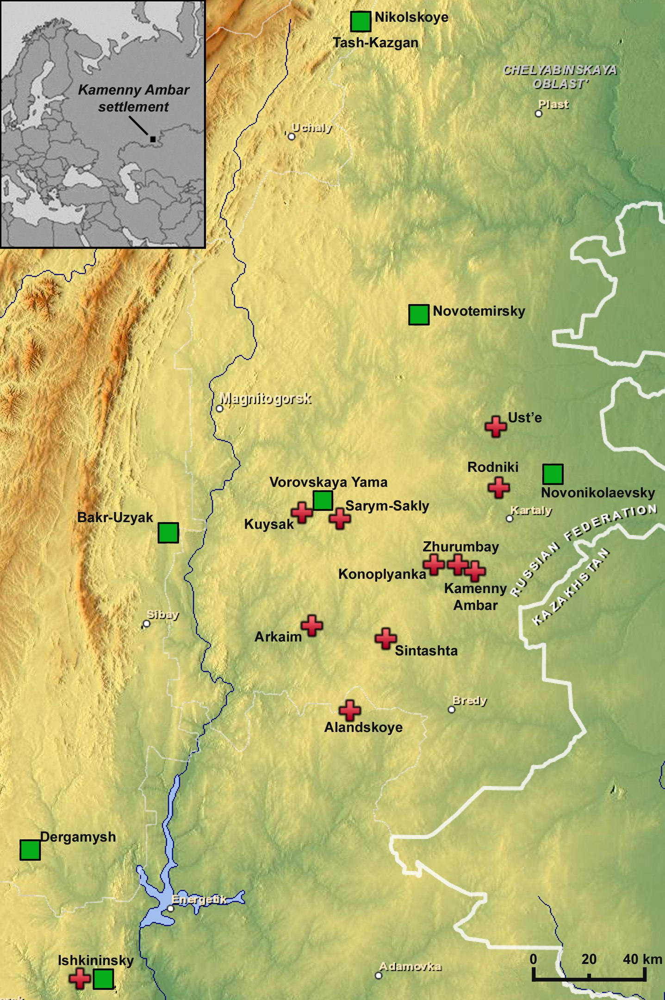 Nikolskoye
Tash-Kazgan
CHELYABINSKAYA
OBLAST'
Kamenny Ambar
settlement
Plast
Uchaly
Novotemirsky
Magnitogorsk
Ust’e
Rodniki
Vorovskaya Yama
Novonikolaevsky
Sarym-Sakly
Kartaly
Bakr-Uzyak
Kuysak
RUSSIAN FEDERATION
KAZAKHSTAN
Zhurumbay
Konoplyanka
Kamenny
Ambar
Sibay
Arkaim
Sintashta
Bredy
Alandskoye
Dergamysh
Energetik
Ishkininsky
Adamovka
0 20 40 km